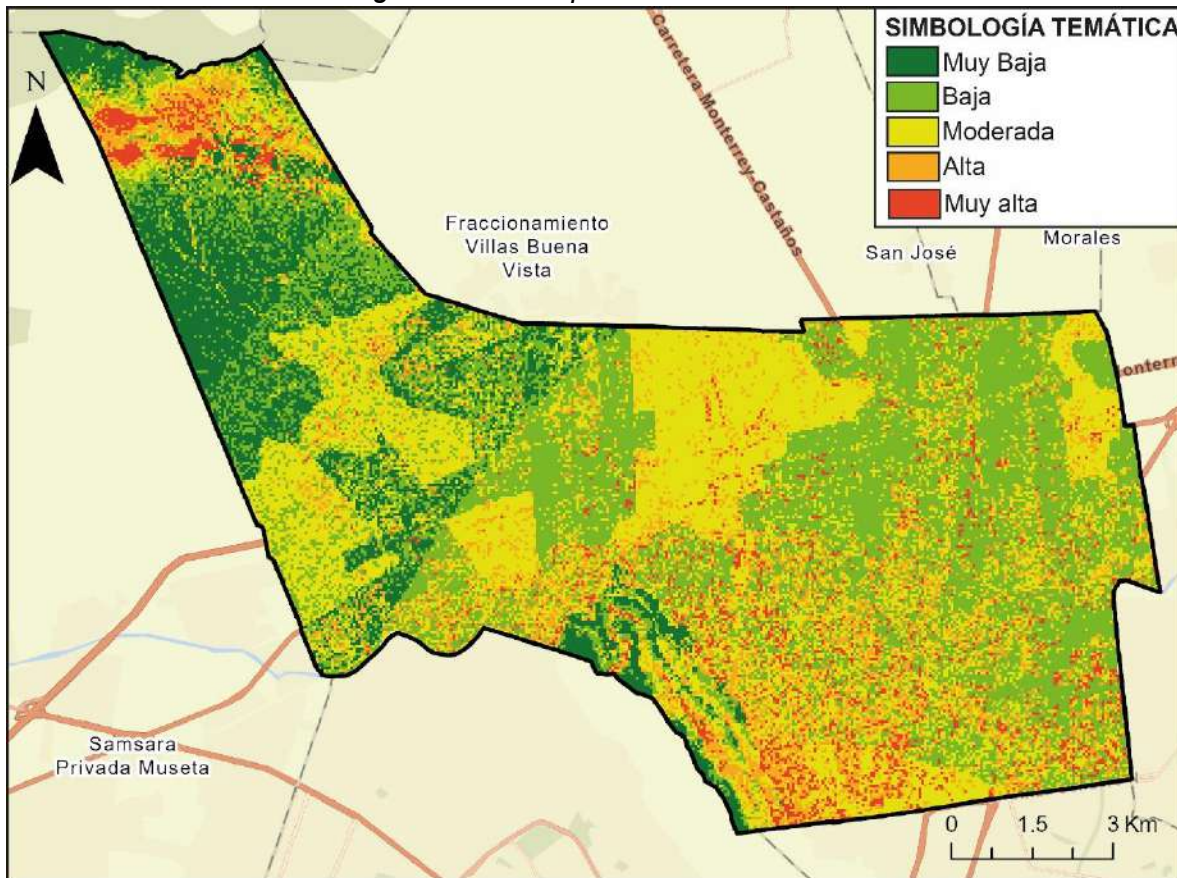 SIMBOLOGÍA TEMÁTICA
Muy Baja
Baja
Moderada
Alta
Muy alta
N
Carretera Monterrey-Castaños
Fraccionamiento
Villas Buena
Vista
San José
Morales
Samsara
Privada Museta
0 1.5 3 Km